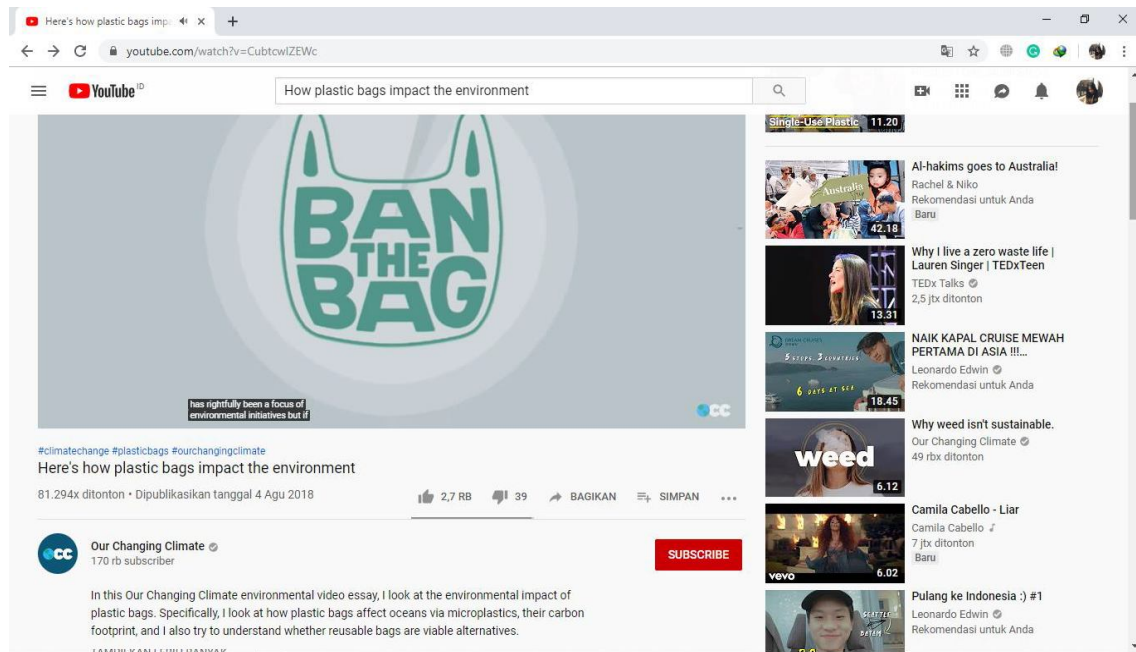 Here's how plastic bags impa
youtube.com/watch?v=CubtcwIZEWc
YouTube ID
How plastic bags impact the environment
BAN
THE
BAG
has rightfully been a focus of
environmental initiatives but if
CC
#climatechange #plasticbags #ourchangingclimate
Here's how plastic bags impact the environment
81.294x ditonton • Dipublikasikan tanggal 4 Agu 2018
2,7 RB
39
BAGIKAN
SIMPAN
CC
Our Changing Climate
170 rb subscriber
SUBSCRIBE
In this Our Changing Climate environmental video essay, I look at the environmental impact of
plastic bags. Specifically, I look at how plastic bags affect oceans via microplastics, their carbon
footprint, and I also try to understand whether reusable bags are viable alternatives.
Single-Use Plastic
11.20
Australia
42.18
Al-hakims goes to Australia!
Rachel & Niko
Rekomendasi untuk Anda
Baru
13.31
Why I live a zero waste life |
Lauren Singer | TEDxTeen
TEDx Talks
2,5 jtx ditonton
5 STOPS, 3 COUNTRIES
6 DAYS AT SEA
18.45
NAIK KAPAL CRUISE MEWAH
PERTAMA DI ASIA !!!...
Leonardo Edwin
Rekomendasi untuk Anda
weed
6.12
Why weed isn't sustainable.
Our Changing Climate
49 rbx ditonton
vevo
6.02
Camila Cabello - Liar
Camila Cabello
7 jtx ditonton
Baru
SEATTLE
BATAM
Pulang ke Indonesia :) #1
Leonardo Edwin
Rekomendasi untuk Anda